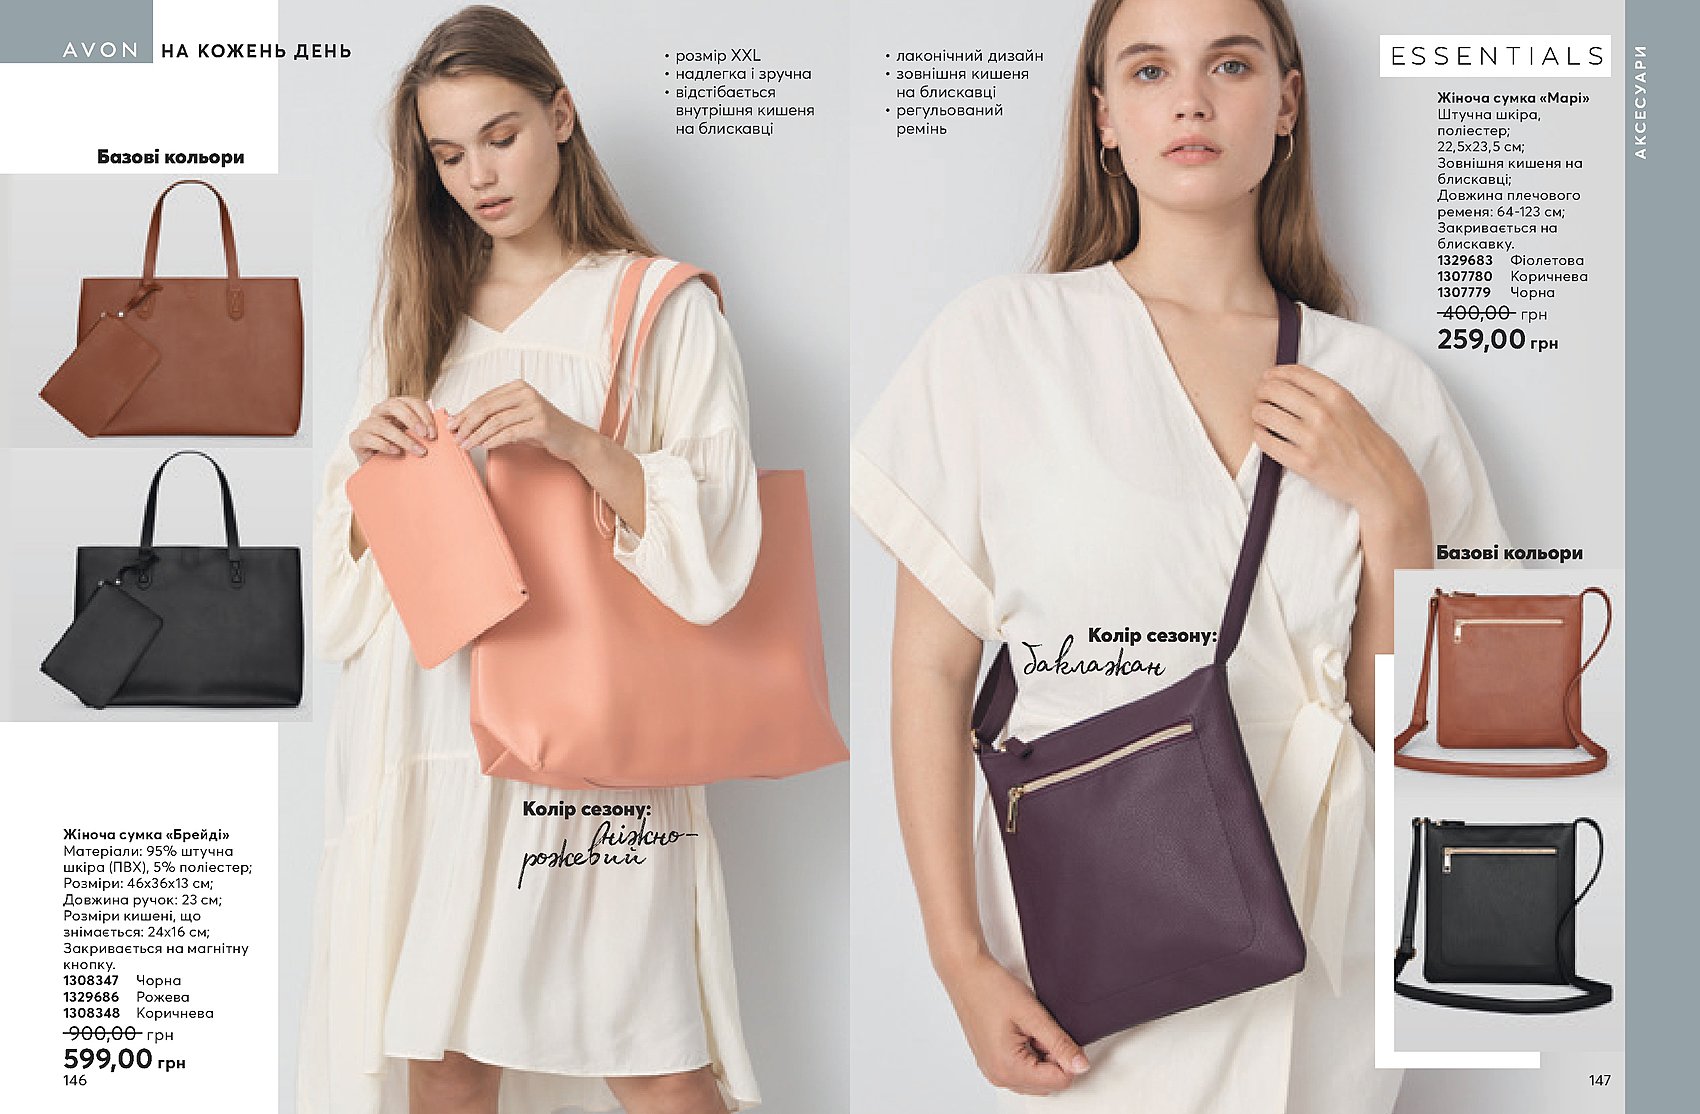 AVON НА КОЖЕНЬ ДЕНЬ
• розмір XXL
• надлегка і зручна
• відстібається
внутрішня кишеня
на блискавці
Базові кольори
Колір сезону:
ніжно-
рожевий
Жіноча сумка «Брейді»
Матеріали: 95% штучна
шкіра (ПВХ), 5% поліестер;
Розміри: 46х36х13 см;
Довжина ручок: 23 см;
Розміри кишені, що
знімається: 24х16 см;
Закривається на магнітну
кнопку.
1308347 Чорна
1329686 Рожева
1308348 Коричнева
900,00 грн
599,00 грн
146
• лаконічний дизайн
• зовнішня кишеня
на блискавці
• регульований
ремінь
ESSENTIALS
АКСЕСУАРИ
Жіноча сумка «Марі»
Штучна шкіра,
поліестер;
22,5х23,5 см;
Зовнішня кишеня на
блискавці;
Довжина плечового
ременя: 64-123 см;
Закривається на
блискавку.
1329683 Фіолетова
1307780 Коричнева
1307779 Чорна
400,00 грн
259,00 грн
Базові кольори
Колір сезону:
баклажан
147